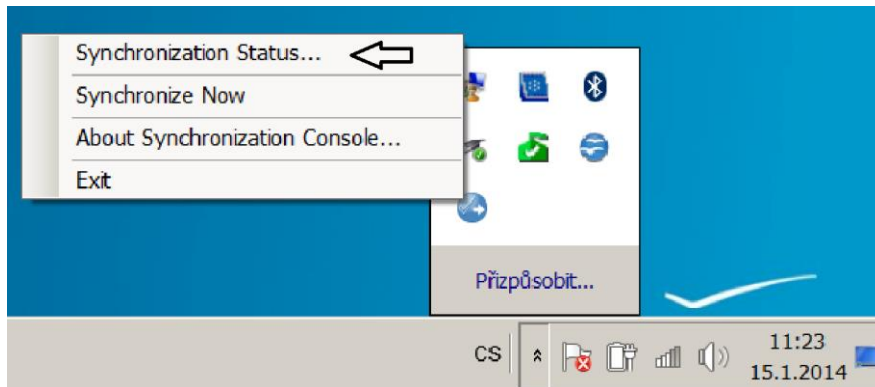 Synchronization Status...
Synchronize Now
About Synchronization Console...
Exit
Přizpůsobit...
CS
11:23
15.1.2014